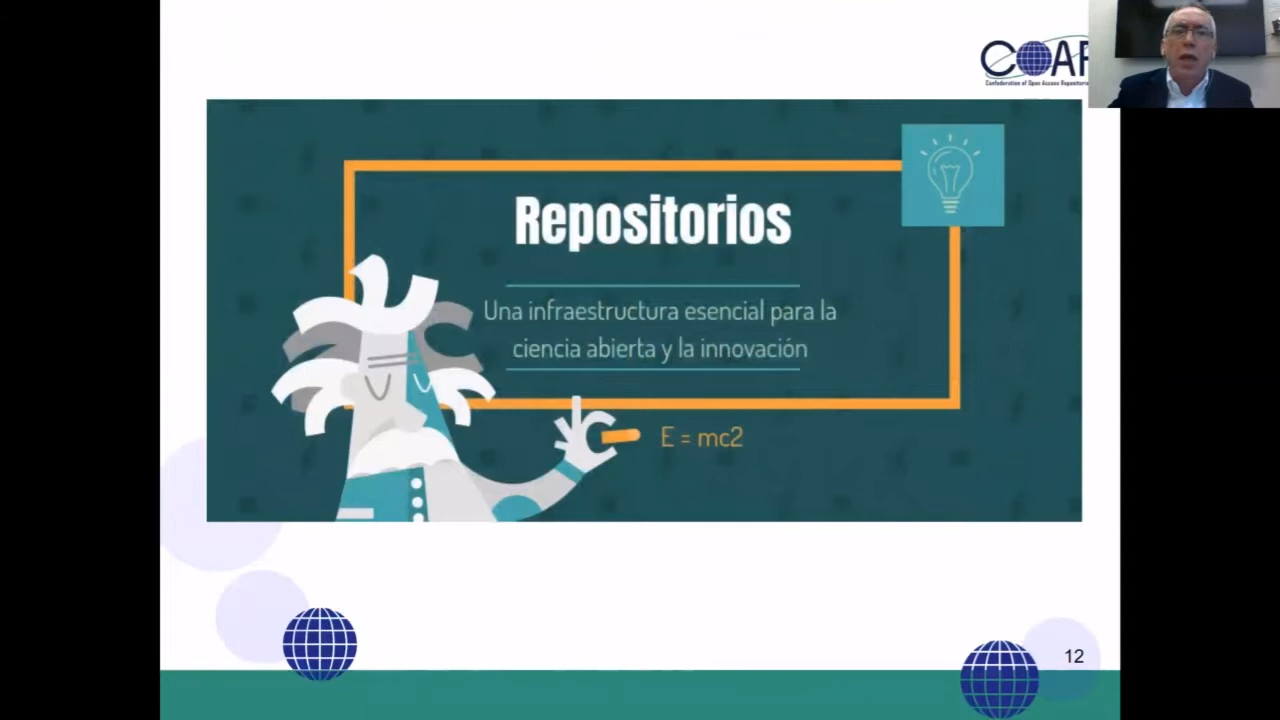 COAR
Confederation of Open Access Repositories
Repositorios
Una infraestructura esencial para la
ciencia abierta y la innovación
E = mc2
12